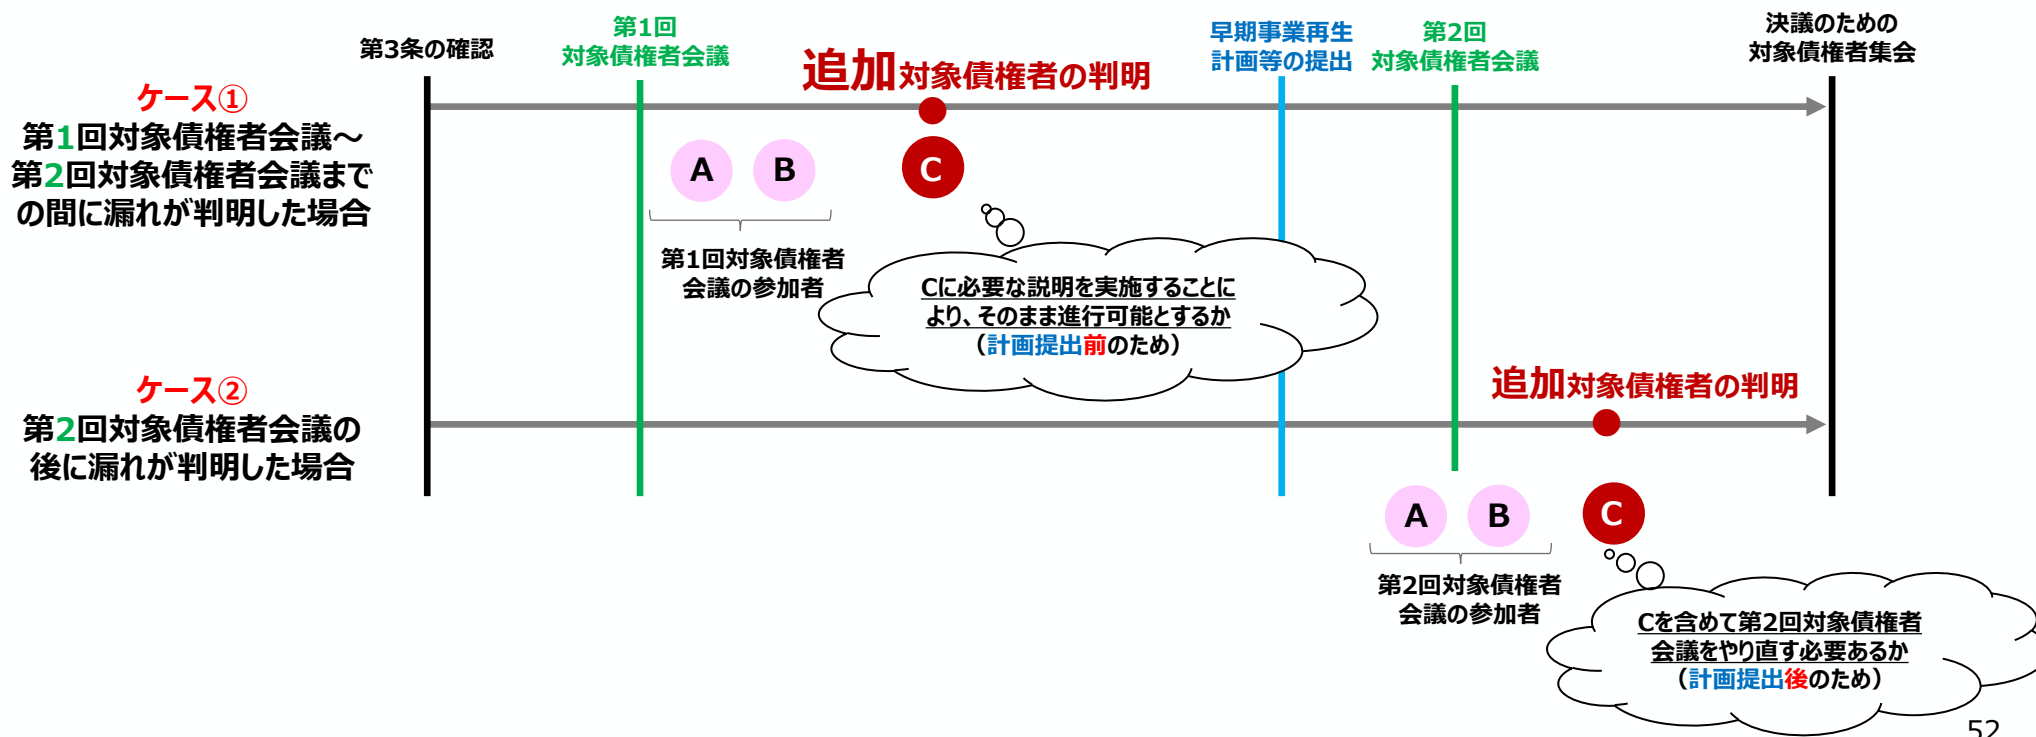 第3条の確認
第1回
対象債権者会議
追加対象債権者の判明
早期事業再生
計画等の提出
第2回
対象債権者会議
決議のための
対象債権者集会
ケース①
第1回対象債権者会議～
第2回対象債権者会議まで
の間に漏れが判明した場合
A
B
C
第1回対象債権者
会議の参加者
Cに必要な説明を実施することに
より、そのまま進行可能とするか
（計画提出前のため）
ケース②
第2回対象債権者会議の
後に漏れが判明した場合
追加対象債権者の判明
A
B
C
第2回対象債権者
会議の参加者
Cを含めて第2回対象債権者
会議をやり直す必要あるか
（計画提出後のため）
52